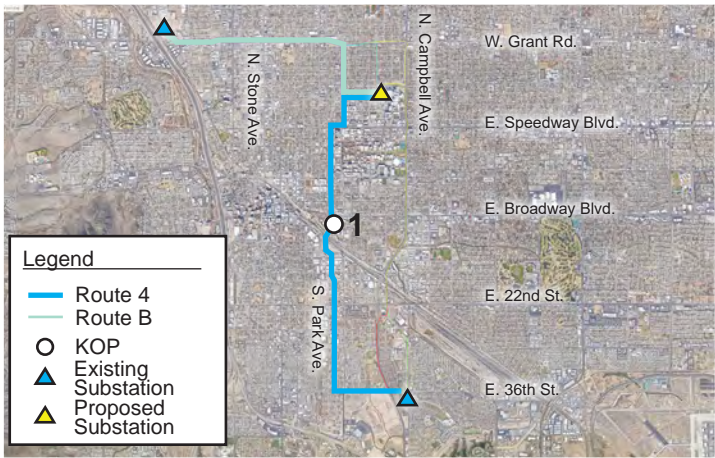 W. Grant Rd.
N. Campbell Ave.
N. Stone Ave.
E. Speedway Blvd.
E. Broadway Blvd.
1
Legend
Route 4
Route B
KOP
Existing
Substation
Proposed
Substation
E. 22nd St.
S. Park Ave.
E. 36th St.